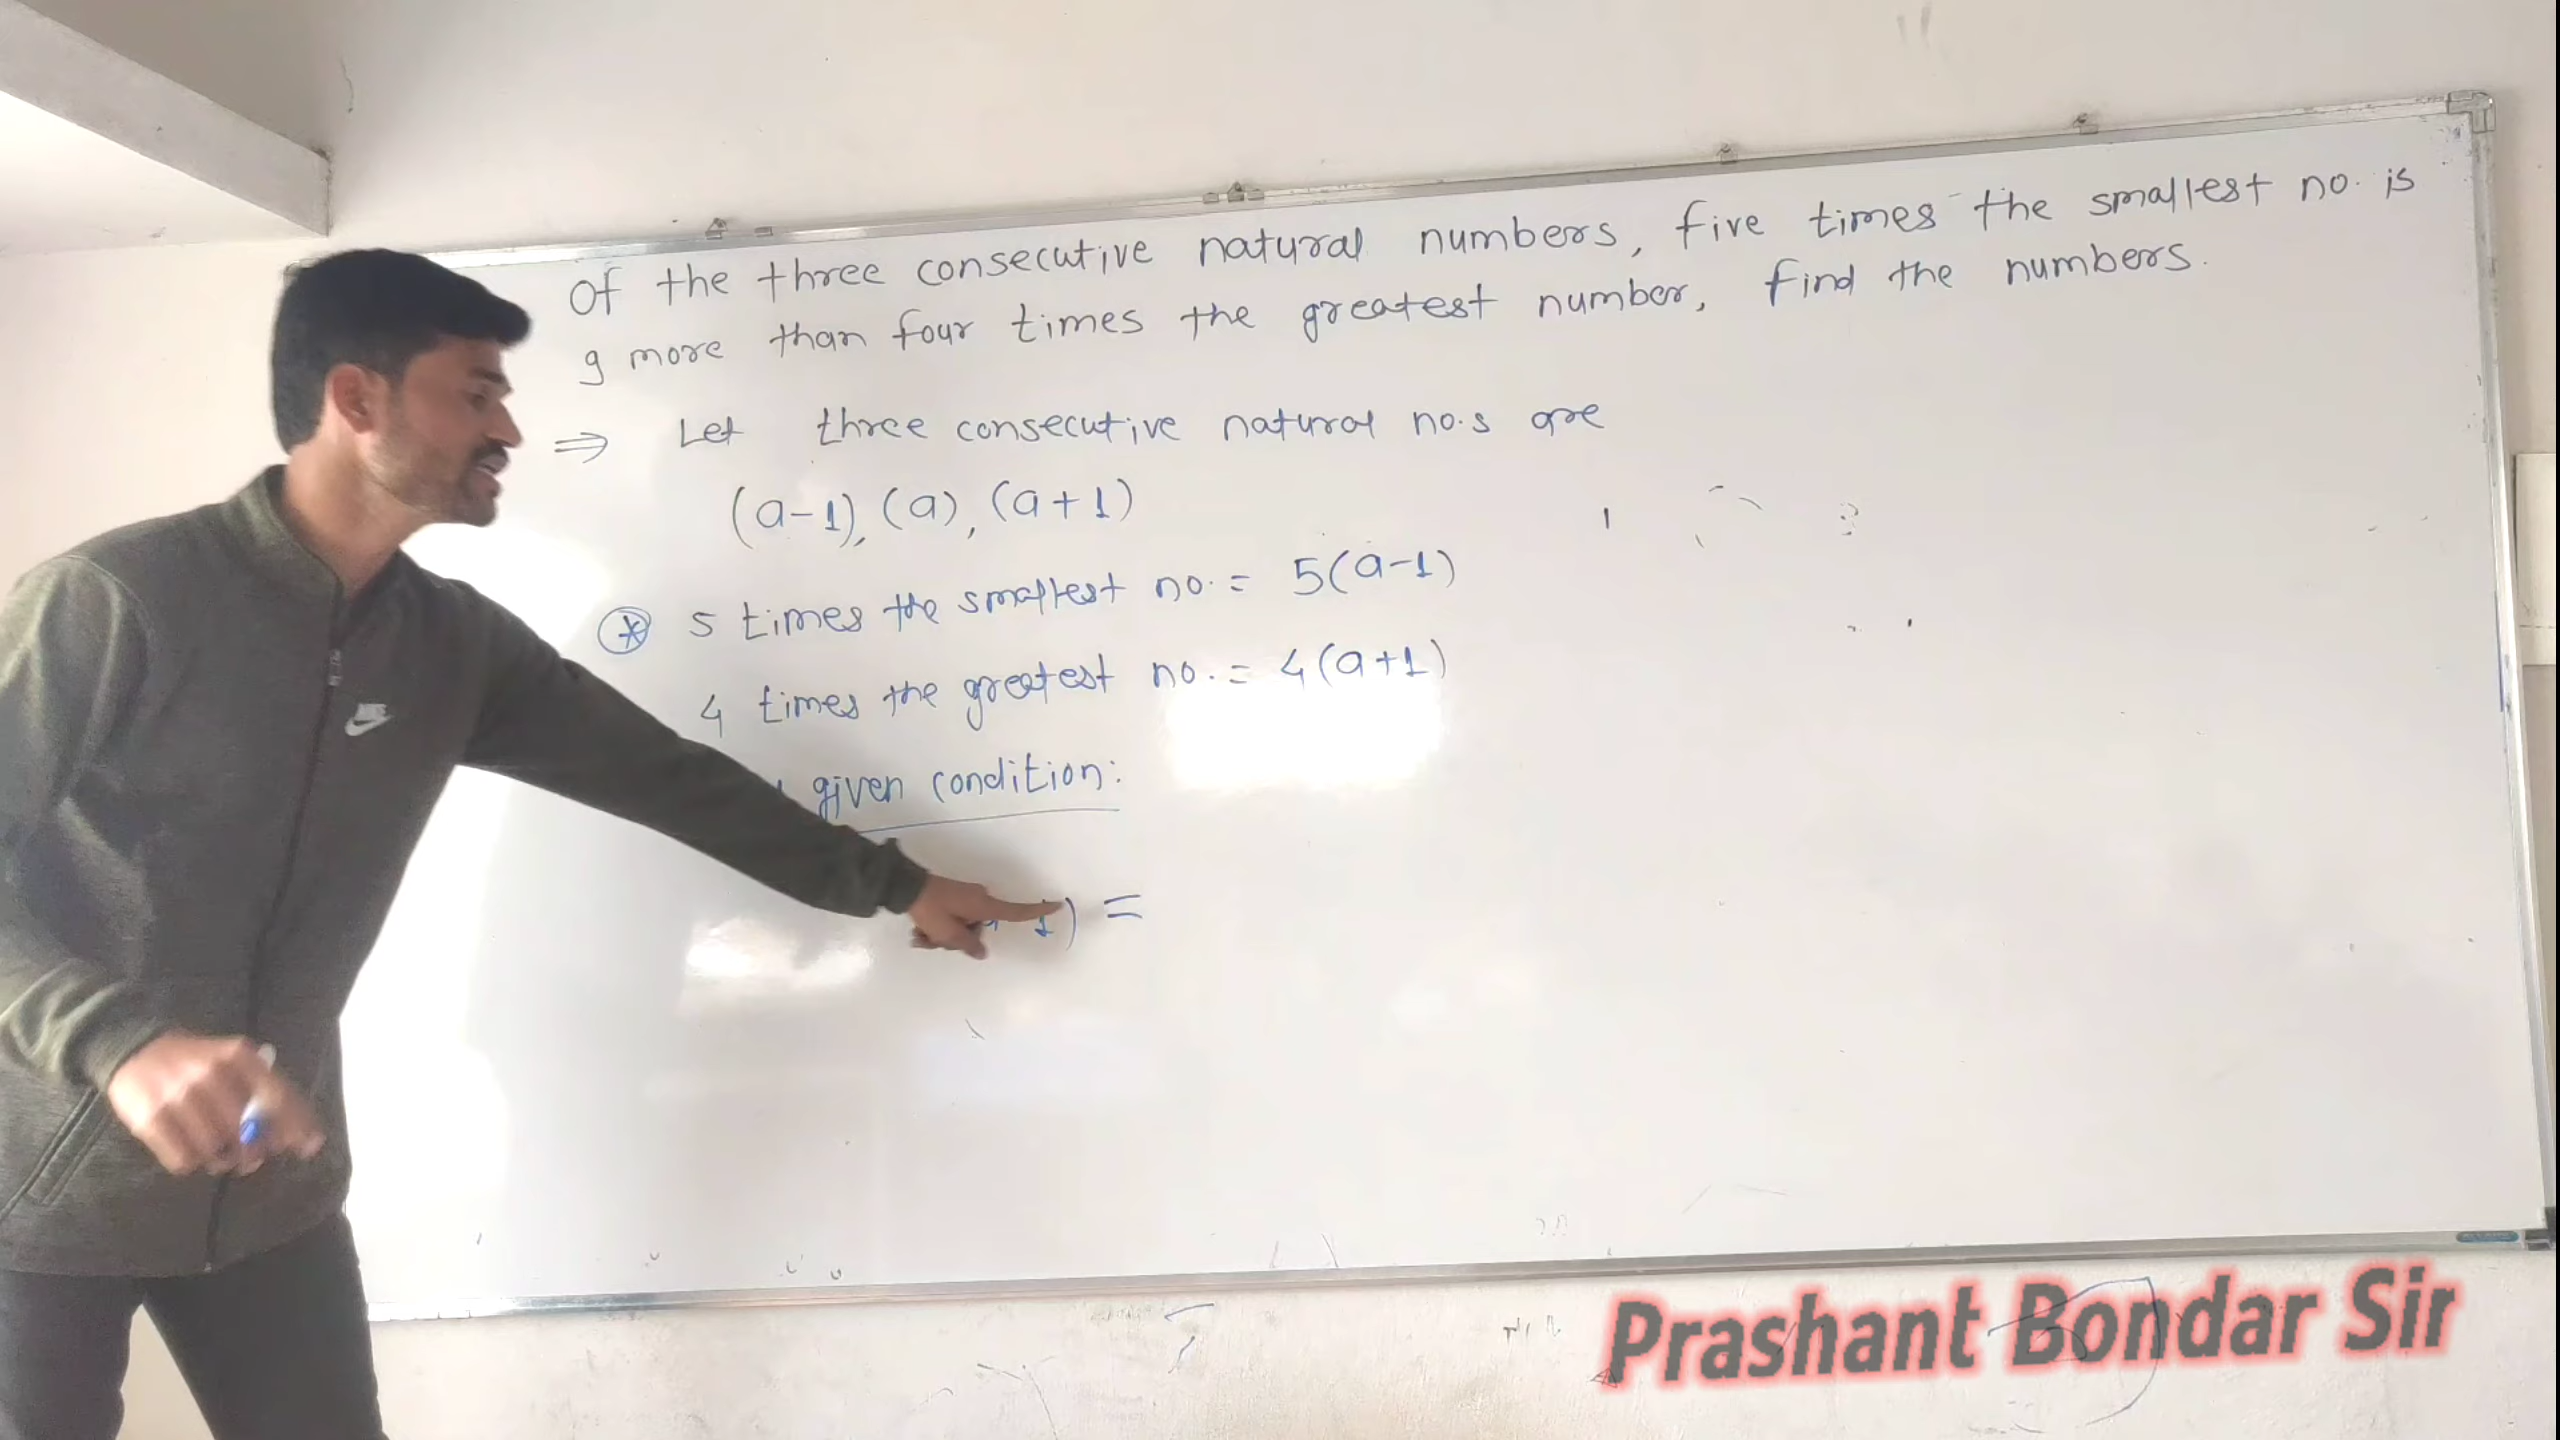 Of the three consecutive natural numbers, five times the smallest no. is
9 more than four times the greatest number, find the numbers.
⇒ Let three consecutive natural no.s are
(a-1), (a), (a+1)
* 5 times the smallest no. = 5(a-1)
4 times the greatest no. = 4(a+1)
given condition:
1) =
NIKE
Prashant Bondar Sir